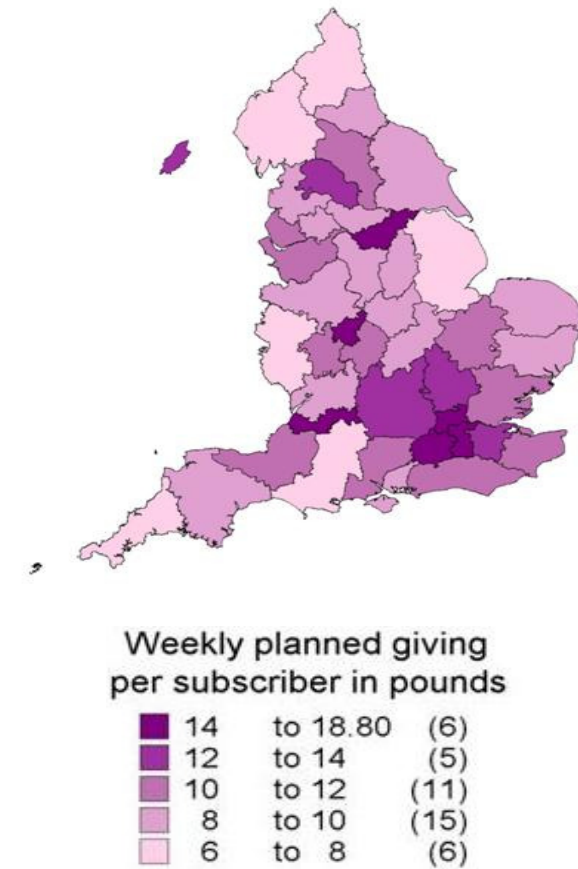 Weekly planned giving
per subscriber in pounds
14 to 18.80 (6)
12 to 14 (5)
10 to 12 (11)
8 to 10 (15)
6 to 8 (6)